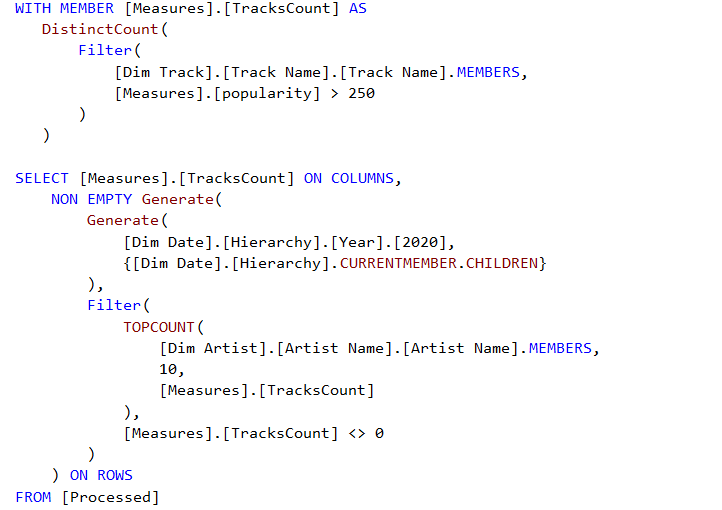 WITH MEMBER [Measures].[TracksCount] AS
DistinctCount(
Filter(
[Dim Track].[Track Name].[Track Name].MEMBERS,
[Measures].[popularity] > 250
)
)
SELECT [Measures].[TracksCount] ON COLUMNS,
NON EMPTY Generate(
Generate(
[Dim Date].[Hierarchy].[Year].[2020],
{[Dim Date].[Hierarchy].CURRENTMEMBER.CHILDREN}
),
Filter(
TOPCOUNT(
[Dim Artist].[Artist Name].[Artist Name].MEMBERS,
10,
[Measures].[TracksCount]
),
[Measures].[TracksCount] <> 0
)
) ON ROWS
FROM [Processed]